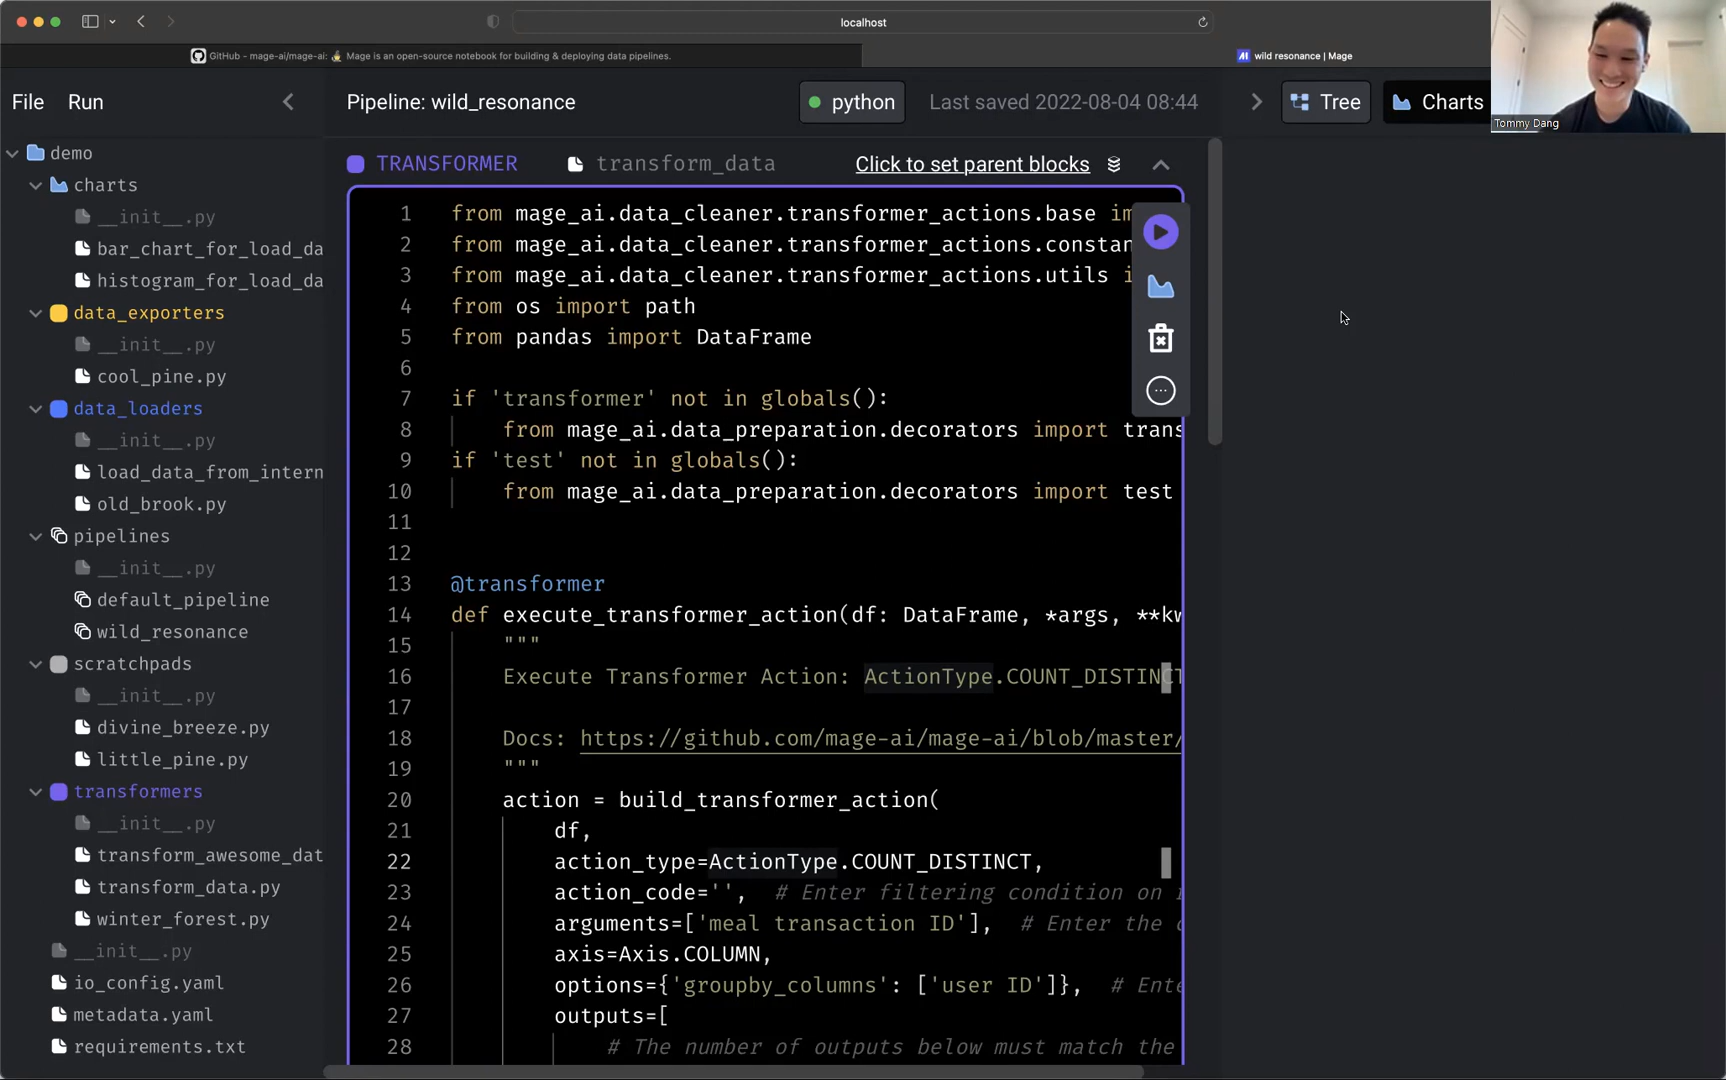 localhost
GitHub - mage-ai/mage-ai: 🧙 Mage is an open-source notebook for building & deploying data pipelines.
wild resonance | Mage
Tommy Dang
File Run
Pipeline: wild_resonance
python
Last saved 2022-08-04 08:44
Tree
Charts
demo
charts
__init__.py
bar_chart_for_load_da
histogram_for_load_da
data_exporters
__init__.py
cool_pine.py
data_loaders
__init__.py
load_data_from_intern
old_brook.py
pipelines
__init__.py
default_pipeline
wild_resonance
scratchpads
__init__.py
divine_breeze.py
little_pine.py
transformers
__init__.py
transform_awesome_dat
transform_data.py
winter_forest.py
__init__.py
io_config.yaml
metadata.yaml
requirements.txt
TRANSFORMER transform_data Click to set parent blocks
1 from mage_ai.data_cleaner.transformer_actions.base im
2 from mage_ai.data_cleaner.transformer_actions.constan
3 from mage_ai.data_cleaner.transformer_actions.utils i
4 from os import path
5 from pandas import DataFrame
6
7 if 'transformer' not in globals():
8 from mage_ai.data_preparation.decorators import trans
9 if 'test' not in globals():
10 from mage_ai.data_preparation.decorators import test
11
12
13 @transformer
14 def execute_transformer_action(df: DataFrame, *args, **kw
15 """
16 Execute Transformer Action: ActionType.COUNT_DISTINCT
17
18 Docs: https://github.com/mage-ai/mage-ai/blob/master/
19 """
20 action = build_transformer_action(
21 df,
22 action_type=ActionType.COUNT_DISTINCT,
23 action_code='', # Enter filtering condition on
24 arguments=['meal transaction ID'], # Enter the
25 axis=Axis.COLUMN,
26 options={'groupby_columns': ['user ID']}, # Ente
27 outputs=[
28 # The number of outputs below must match the